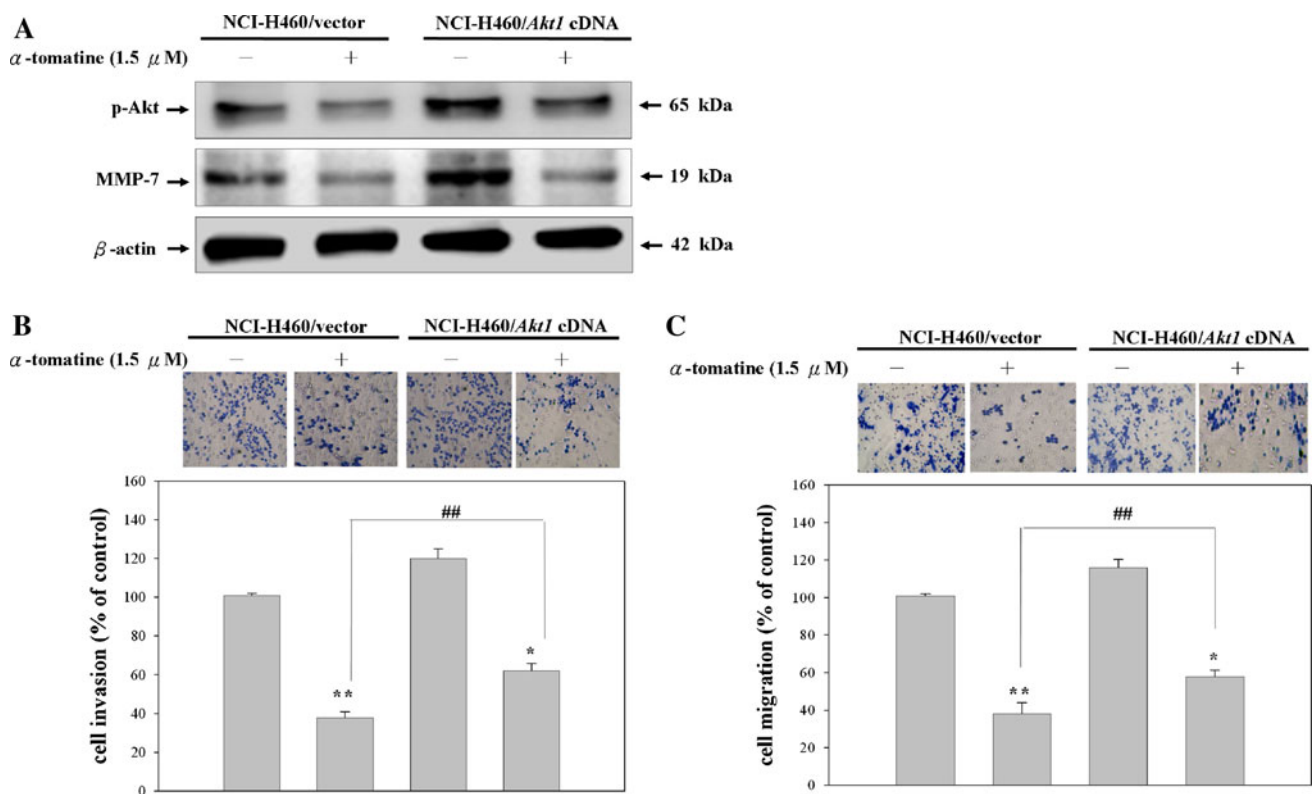 A
NCI-H460/vector NCI-H460/Akt1 cDNA
α-tomatine (1.5 μM) － ＋ － ＋
p-Akt → ← 65 kDa
MMP-7 → ← 19 kDa
β-actin → ← 42 kDa
B
NCI-H460/vector NCI-H460/Akt1 cDNA
α-tomatine (1.5 μM) － ＋ － ＋
cell invasion (% of control)
160
140
120
100
80
60
40
20
0
**
##
*
C
NCI-H460/vector NCI-H460/Akt1 cDNA
α-tomatine (1.5 μM) － ＋ － ＋
cell migration (% of control)
160
140
120
100
80
60
40
20
0
**
##
*